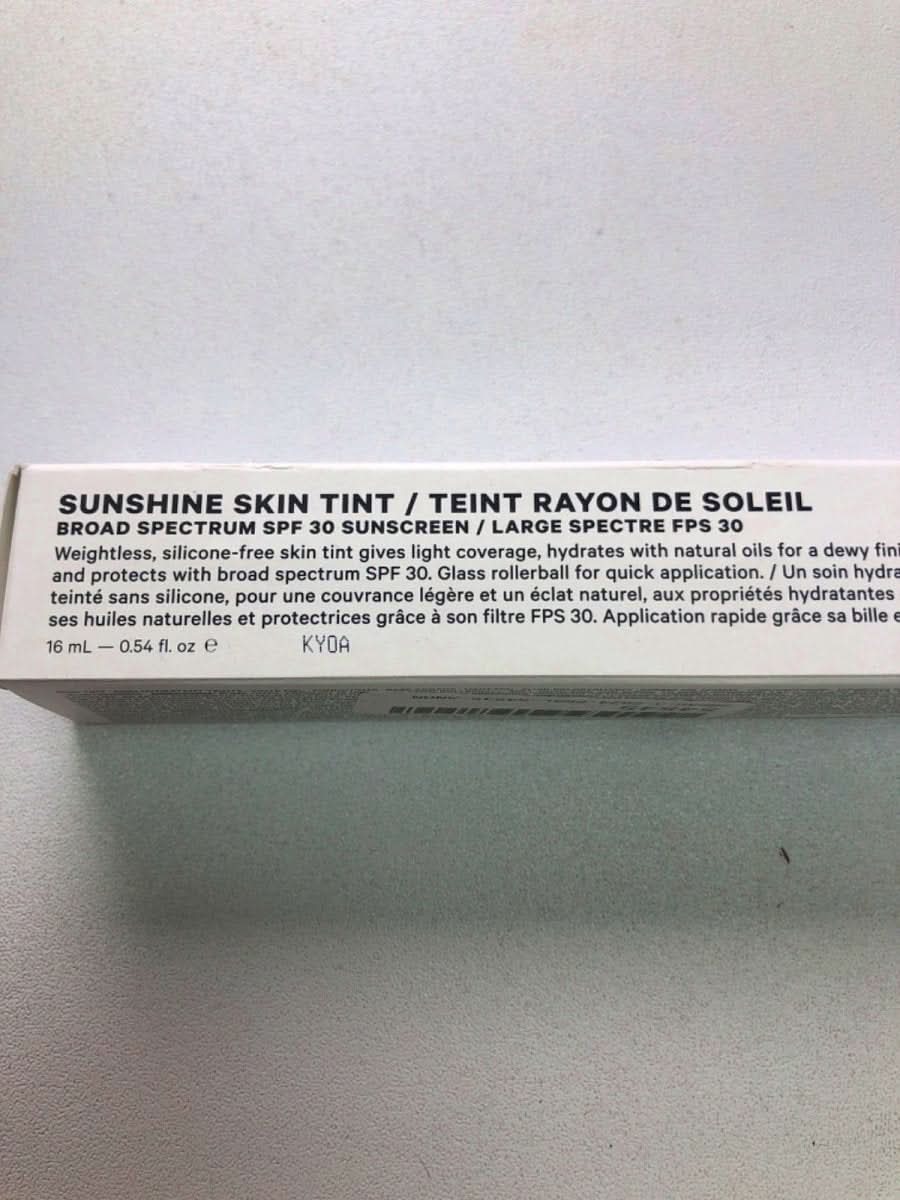 SUNSHINE SKIN TINT / TEINT RAYON DE SOLEIL
BROAD SPECTRUM SPF 30 SUNSCREEN / LARGE SPECTRE FPS 30
Weightless, silicone-free skin tint gives light coverage, hydrates with natural oils for a dewy fini
and protects with broad spectrum SPF 30. Glass rollerball for quick application. / Un soin hydra
teinté sans silicone, pour une couvrance légère et un éclat naturel, aux propriétés hydratantes
ses huiles naturelles et protectrices grâce à son filtre FPS 30. Application rapide grâce sa bille e
16 mL — 0.54 fl. oz ℮ KYOA